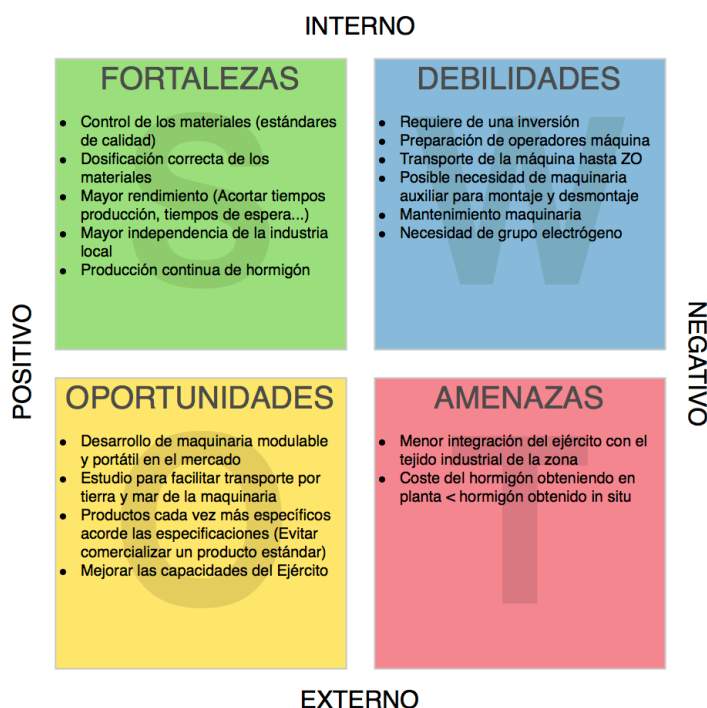 INTERNO
FORTALEZAS
• Control de los materiales (estándares
de calidad)
• Dosificación correcta de los
materiales
• Mayor rendimiento (Acortar tiempos
producción, tiempos de espera...)
• Mayor independencia de la industria
local
• Producción continua de hormigón
S
DEBILIDADES
• Requiere de una inversión
• Preparación de operadores máquina
• Transporte de la máquina hasta ZO
• Posible necesidad de maquinaria
auxiliar para montaje y desmontaje
• Mantenimiento maquinaria
• Necesidad de grupo electrógeno
W
POSITIVO
NEGATIVO
OPORTUNIDADES
• Desarrollo de maquinaria modulable
y portátil en el mercado
• Estudio para facilitar transporte por
tierra y mar de la maquinaria
• Productos cada vez más específicos
acorde las especificaciones (Evitar
comercializar un producto estándar)
• Mejorar las capacidades del Ejército
O
AMENAZAS
• Menor integración del ejército con el
tejido industrial de la zona
• Coste del hormigón obteniendo en
planta < hormigón obtenido in situ
T
EXTERNO